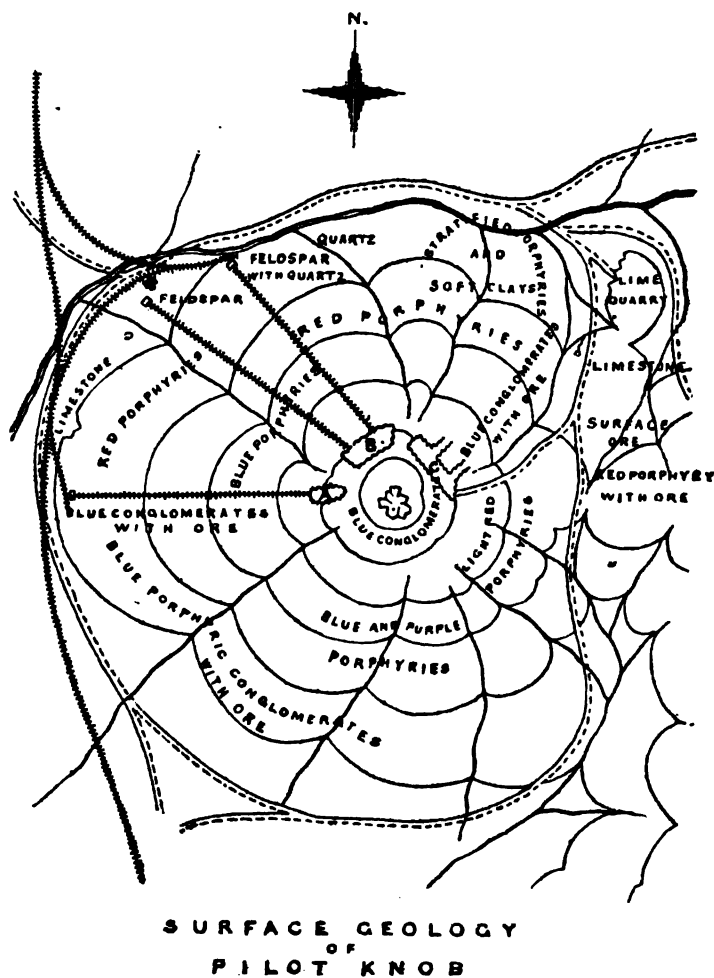 N.
QUARTZ
FELDSPAR
WITH QUARTZ
FELDSPAR
STRATIFIED PORPHYRIES
AND
SOFT CLAYS
LIME
QUARRY
RED PORPHYRIES
LIMESTONE
RED PORPHYRIES
BLUE PORPHYRIES
BLUE CONGLOMERATES
WITH ORE
LIMESTONE
SURFACE
ORE
RED PORPHYRY
WITH ORE
B.
A
BLUE CONGLOMERATE
BLUE CONGLOMERATES
WITH ORE
LIGHT RED
PORPHYRIES
BLUE AND PURPLE
PORPHYRIES
BLUE PORPHYRIC CONGLOMERATES
WITH ORE
SURFACE GEOLOGY
OF
PILOT KNOB